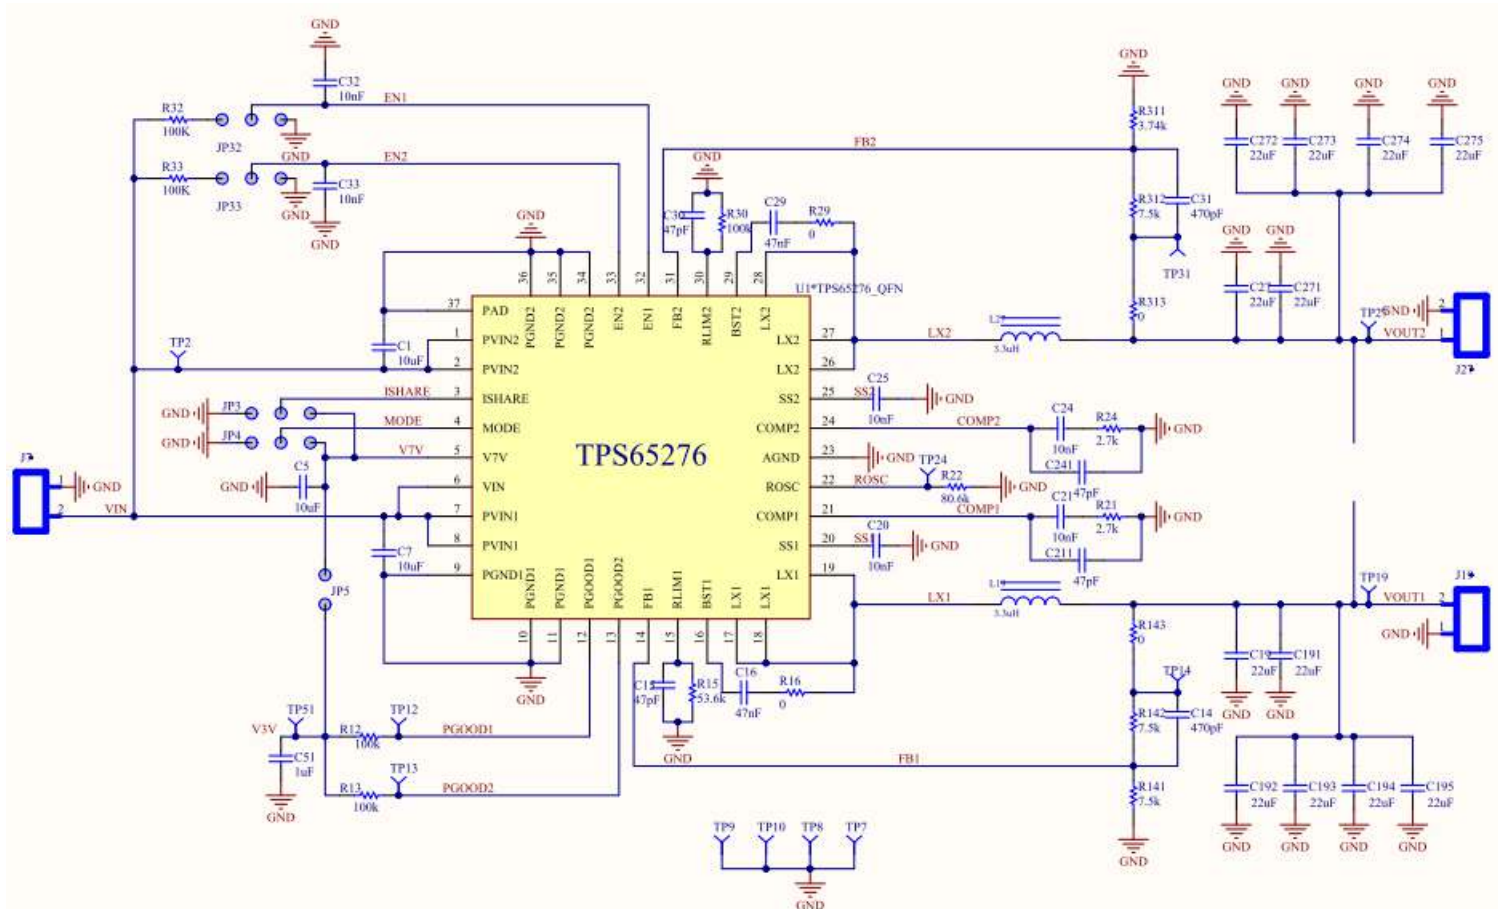 GND
C32
10nF
EN1
R32
100K
JP32
GND
R33
100K
JP33
GND
EN2
C33
10nF
GND
GND
GND
C30
47pF
R30
100k
C29
47nF
R29
0
FB2
GND
R311
3.74k
R312
7.5k
C31
470pF
TP31
R313
0
GND
GND
GND
GND
C272
22uF
C273
22uF
C274
22uF
C275
22uF
GND
GND
22uF
C271
22uF
U1*TPS65276_QFN
36
35
34
33
32
31
30
29
28
PGND2
PGND2
PGND2
EN2
EN1
FB2
RLIM2
BST2
LX2
37
PAD
1
PVIN2
2
PVIN2
3
ISHARE
4
MODE
5
V7V
6
VIN
7
PVIN1
8
PVIN1
9
PGND1
TPS65276
LX2
27
LX2
26
SS2
25
COMP2
24
AGND
23
ROSC
22
COMP1
21
SS1
20
LX1
19
PGND1
PGND1
PGOOD1
PGOOD2
FB1
RLIM1
BST1
LX1
LX1
10
11
12
13
14
15
16
17
18
C1
10uF
TP2
ISHARE
MODE
V7V
GND
JP3
GND
JP4
GND
C5
10uF
J7
1
2
GND
VIN
C7
10uF
JP5
LX2
3.3uH
VOUT2
GND
2
1
J27
SS2
C25
10nF
GND
COMP2
C24
10nF
R24
2.7k
GND
C241
47pF
GND
TP24
ROSC
R22
80.6k
GND
COMP1
C21
10nF
R21
2.7k
GND
C211
47pF
C20
10nF
GND
LX1
3.3uH
TP19
VOUT1
2
GND
1
J19
R143
0
TP14
R142
7.5k
C14
470pF
FB1
R141
7.5k
GND
22uF
C191
22uF
GND
GND
C192
22uF
C193
22uF
C194
22uF
C195
22uF
GND
GND
GND
GND
GND
47pF
R15
53.6k
GND
C16
47nF
R16
0
TP51
V3V
C51
1uF
GND
R12
100k
TP12
PGOOD1
R13
100k
TP13
PGOOD2
TP9
TP10
TP8
TP7
GND